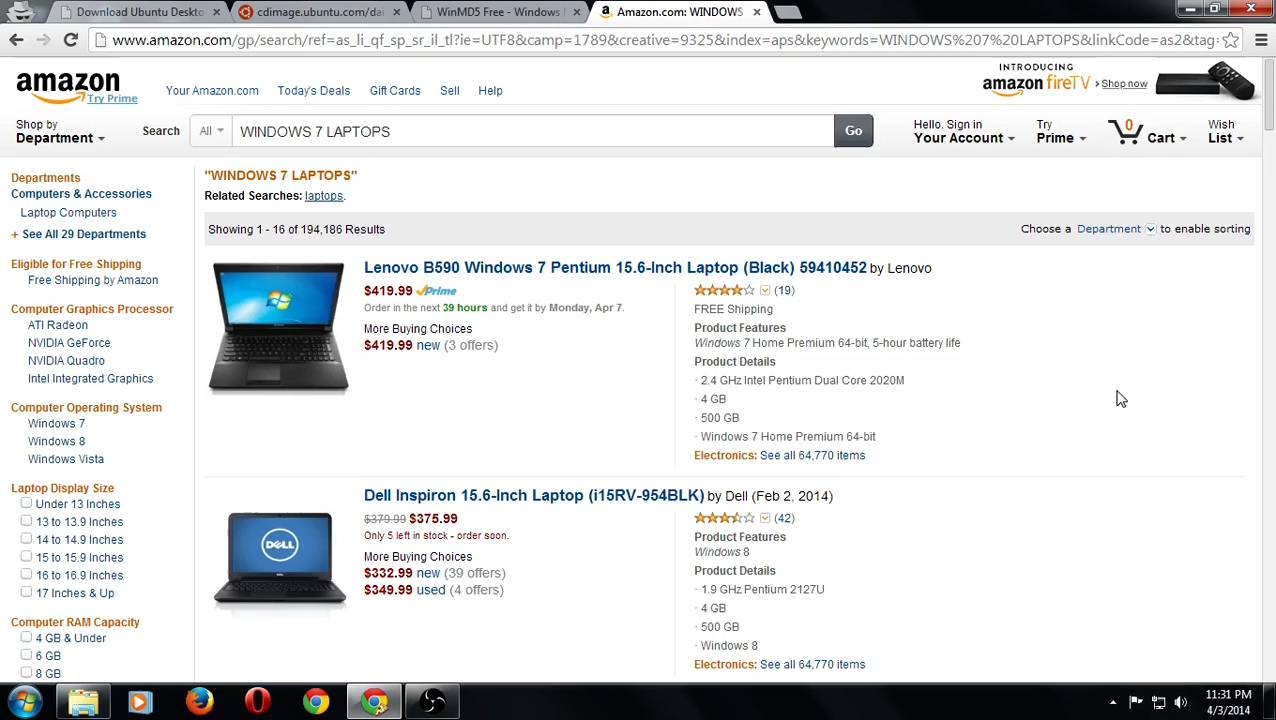 Download Ubuntu Deskto
cdimage.ubuntu.com/da
WinMD5 Free - Windows
Amazon.com: WINDOWS
www.amazon.com/gp/search/ref=as_li_qf_sp_sr_il_tl?ie=UTF8&camp=1789&creative=9325&index=aps&keywords=WINDOWS%207%20LAPTOPS&linkCode=as2&tag:
amazon
Try Prime
Your Amazon.com Today's Deals Gift Cards Sell Help
INTRODUCING
amazon fireTV Shop now
Shop by
Department
Search All WINDOWS 7 LAPTOPS Go
Hello. Sign in
Your Account
Try
Prime
0
Cart
Wish
List
Departments
Computers & Accessories
Laptop Computers
+ See All 29 Departments
Eligible for Free Shipping
Free Shipping by Amazon
Computer Graphics Processor
ATI Radeon
NVIDIA GeForce
NVIDIA Quadro
Intel Integrated Graphics
Computer Operating System
Windows 7
Windows 8
Windows Vista
Laptop Display Size
Under 13 Inches
13 to 13.9 Inches
14 to 14.9 Inches
15 to 15.9 Inches
16 to 16.9 Inches
17 Inches & Up
Computer RAM Capacity
4 GB & Under
6 GB
8 GB
"WINDOWS 7 LAPTOPS"
Related Searches: laptops.
Showing 1 - 16 of 194,186 Results
Choose a Department to enable sorting
Lenovo B590 Windows 7 Pentium 15.6-Inch Laptop (Black) 59410452 by Lenovo
$419.99 Prime
Order in the next 39 hours and get it by Monday, Apr 7.
More Buying Choices
$419.99 new (3 offers)
(19)
FREE Shipping
Product Features
Windows 7 Home Premium 64-bit, 5-hour battery life
Product Details
· 2.4 GHz Intel Pentium Dual Core 2020M
· 4 GB
· 500 GB
· Windows 7 Home Premium 64-bit
Electronics: See all 64,770 items
Dell Inspiron 15.6-Inch Laptop (i15RV-954BLK) by Dell (Feb 2, 2014)
DELL
$379.99 $375.99
Only 5 left in stock - order soon.
More Buying Choices
$332.99 new (39 offers)
$349.99 used (4 offers)
(42)
Product Features
Windows 8
Product Details
· 1.9 GHz Pentium 2127U
· 4 GB
· 500 GB
· Windows 8
Electronics: See all 64,770 items
11:31 PM
4/3/2014